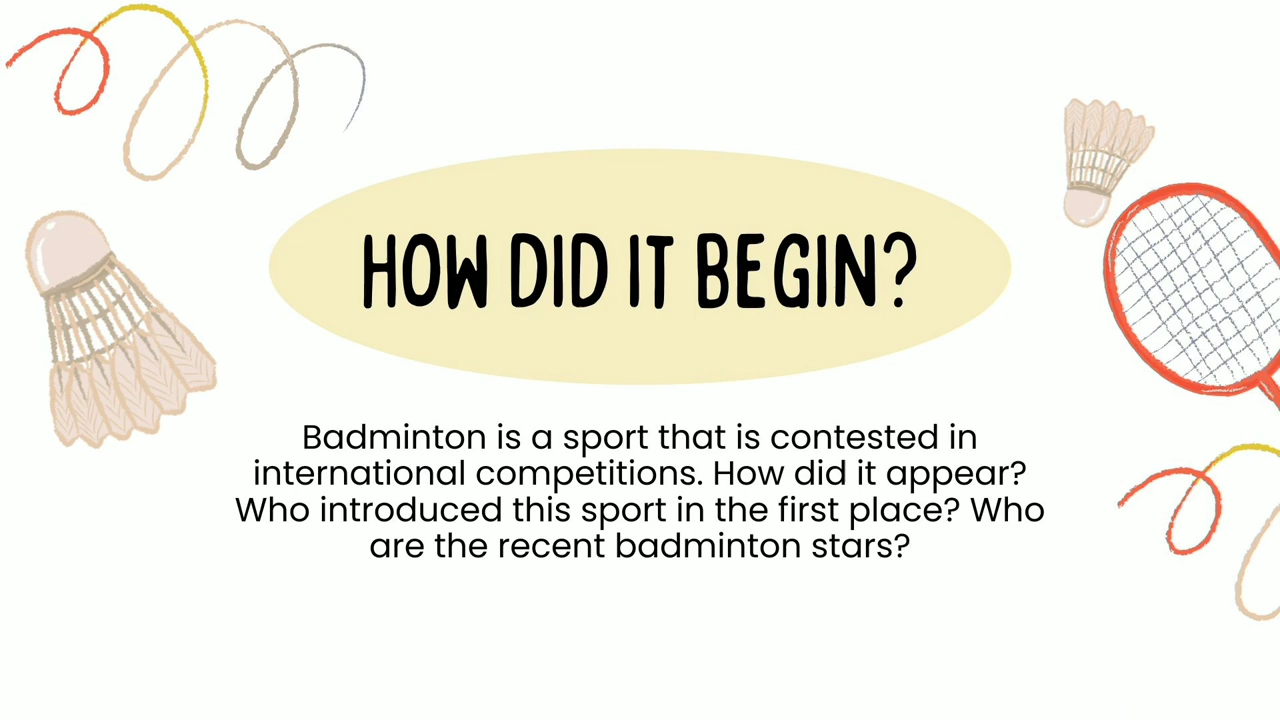 HOW DID IT BEGIN?
Badminton is a sport that is contested in
international competitions. How did it appear?
Who introduced this sport in the first place? Who
are the recent badminton stars?